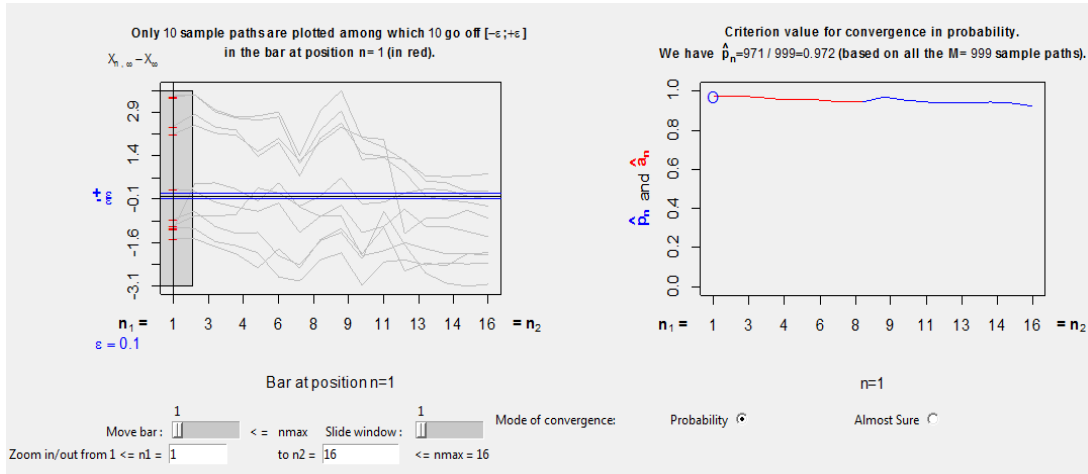 Only 10 sample paths are plotted among which 10 go off [−ε;+ε]
in the bar at position n= 1 (in red).
Xn,ω − Xω
2.9
1.4
-0.1
-1.6
-3.1
n1 = 1 3 4 6 8 9 11 13 14 16 = n2
ε = 0.1
Bar at position n=1
Criterion value for convergence in probability.
We have p̂n=971 / 999=0.972 (based on all the M= 999 sample paths).
p̂n and ân
1.0
0.8
0.6
0.4
0.2
0.0
n1 = 1 3 4 6 8 9 11 13 14 16 = n2
n=1
1
Move bar :
< = nmax
1
Slide window :
Mode of convergence:
Probability
Almost Sure
Zoom in/out from 1 <= n1 = 1
to n2 = 16
<= nmax = 16